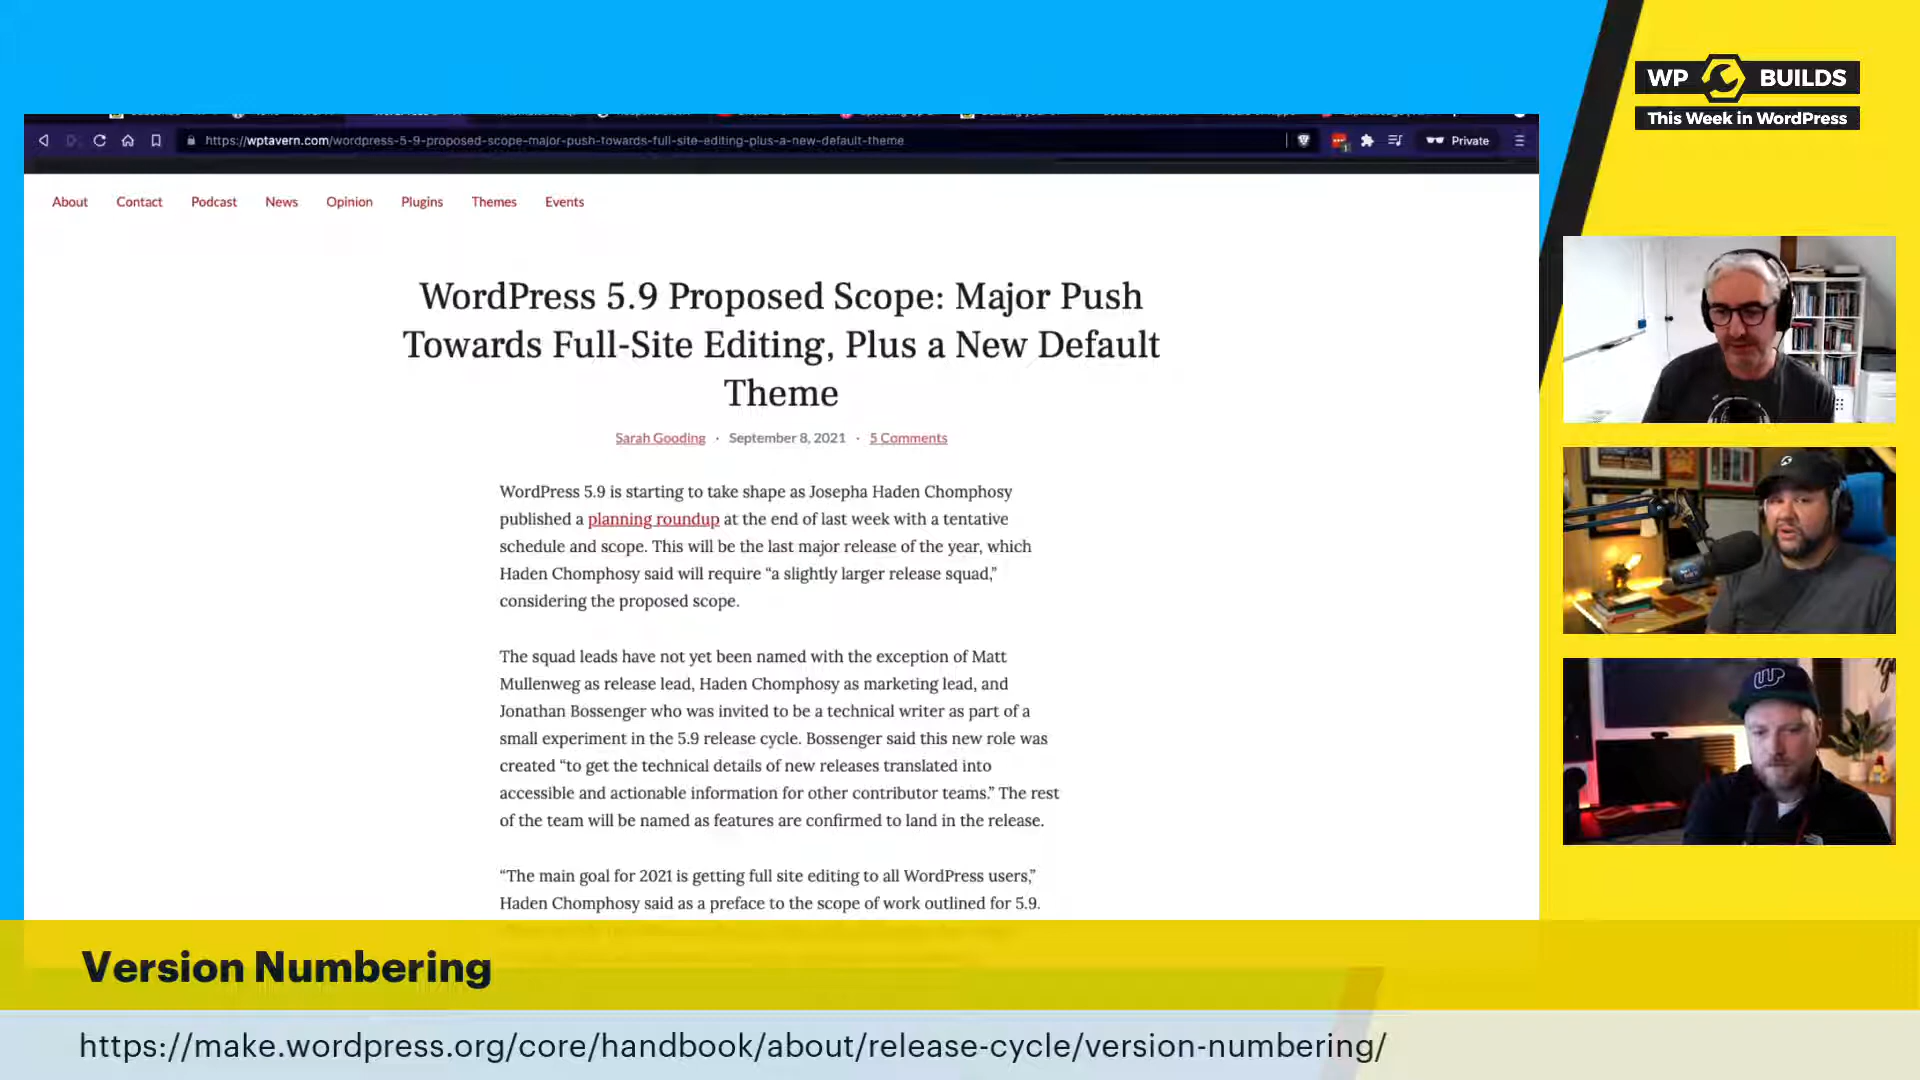 WP BUILDS
This Week in WordPress
https://wptavern.com/wordpress-5-9-proposed-scope-major-push-towards-full-site-editing-plus-a-new-default-theme
Private
About Contact Podcast News Opinion Plugins Themes Events
WordPress 5.9 Proposed Scope: Major Push
Towards Full-Site Editing, Plus a New Default
Theme
Sarah Gooding · September 8, 2021 · 5 Comments
WordPress 5.9 is starting to take shape as Josepha Haden Chomphosy
published a planning roundup at the end of last week with a tentative
schedule and scope. This will be the last major release of the year, which
Haden Chomphosy said will require “a slightly larger release squad,”
considering the proposed scope.
The squad leads have not yet been named with the exception of Matt
Mullenweg as release lead, Haden Chomphosy as marketing lead, and
Jonathan Bossenger who was invited to be a technical writer as part of a
small experiment in the 5.9 release cycle. Bossenger said this new role was
created “to get the technical details of new releases translated into
accessible and actionable information for other contributor teams.” The rest
of the team will be named as features are confirmed to land in the release.
“The main goal for 2021 is getting full site editing to all WordPress users,”
Haden Chomphosy said as a preface to the scope of work outlined for 5.9.
WP
Version Numbering
https://make.wordpress.org/core/handbook/about/release-cycle/version-numbering/